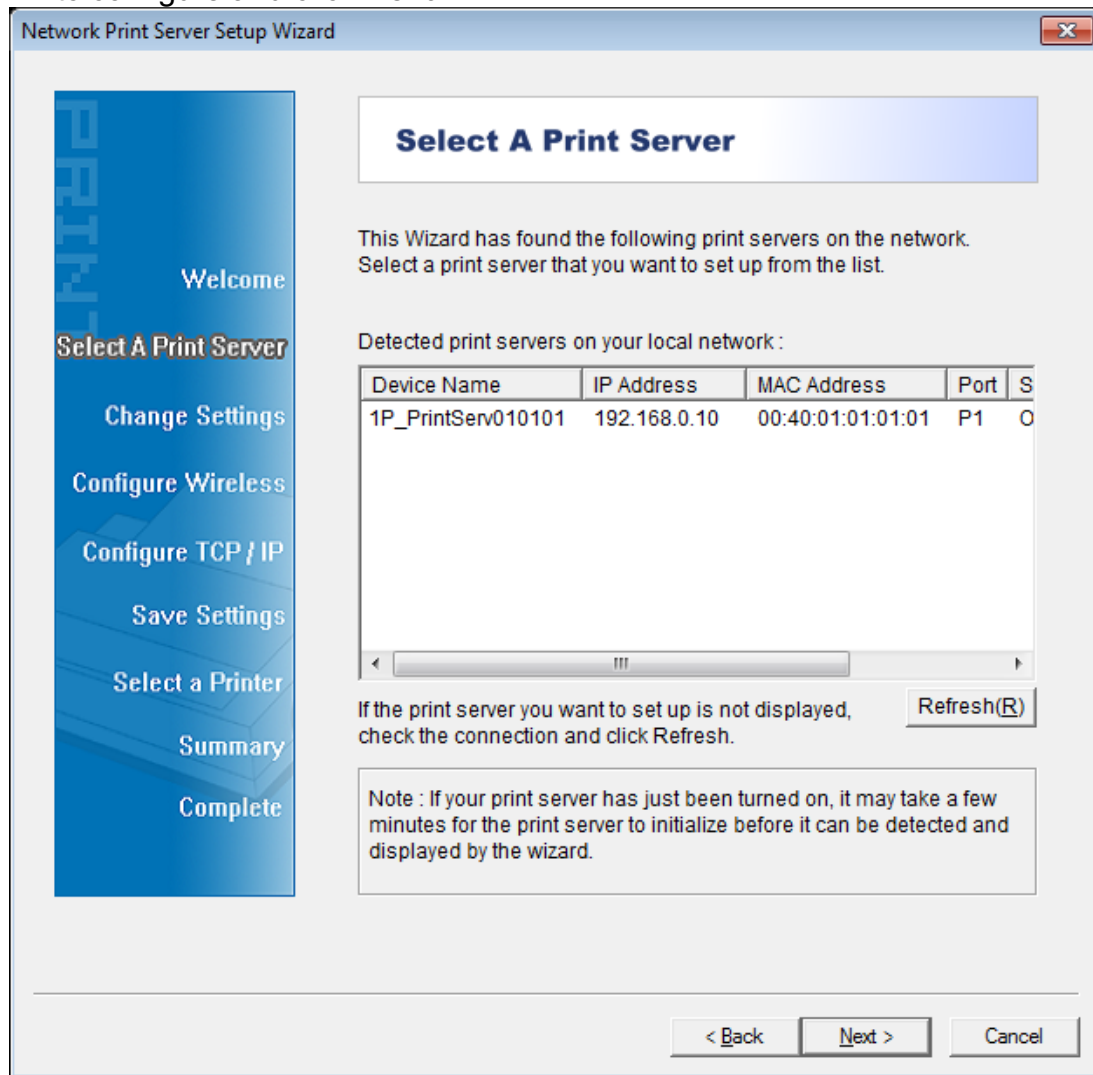 Network Print Server Setup Wizard
PRINT
Welcome
Select A Print Server
Change Settings
Configure Wireless
Configure TCP / IP
Save Settings
Select a Printer
Summary
Complete
Select A Print Server
This Wizard has found the following print servers on the network.
Select a print server that you want to set up from the list.
Detected print servers on your local network :
Device Name IP Address MAC Address Port S
1P_PrintServ010101 192.168.0.10 00:40:01:01:01:01 P1 O
If the print server you want to set up is not displayed,
check the connection and click Refresh.
Refresh(R)
Note : If your print server has just been turned on, it may take a few
minutes for the print server to initialize before it can be detected and
displayed by the wizard.
< Back Next > Cancel